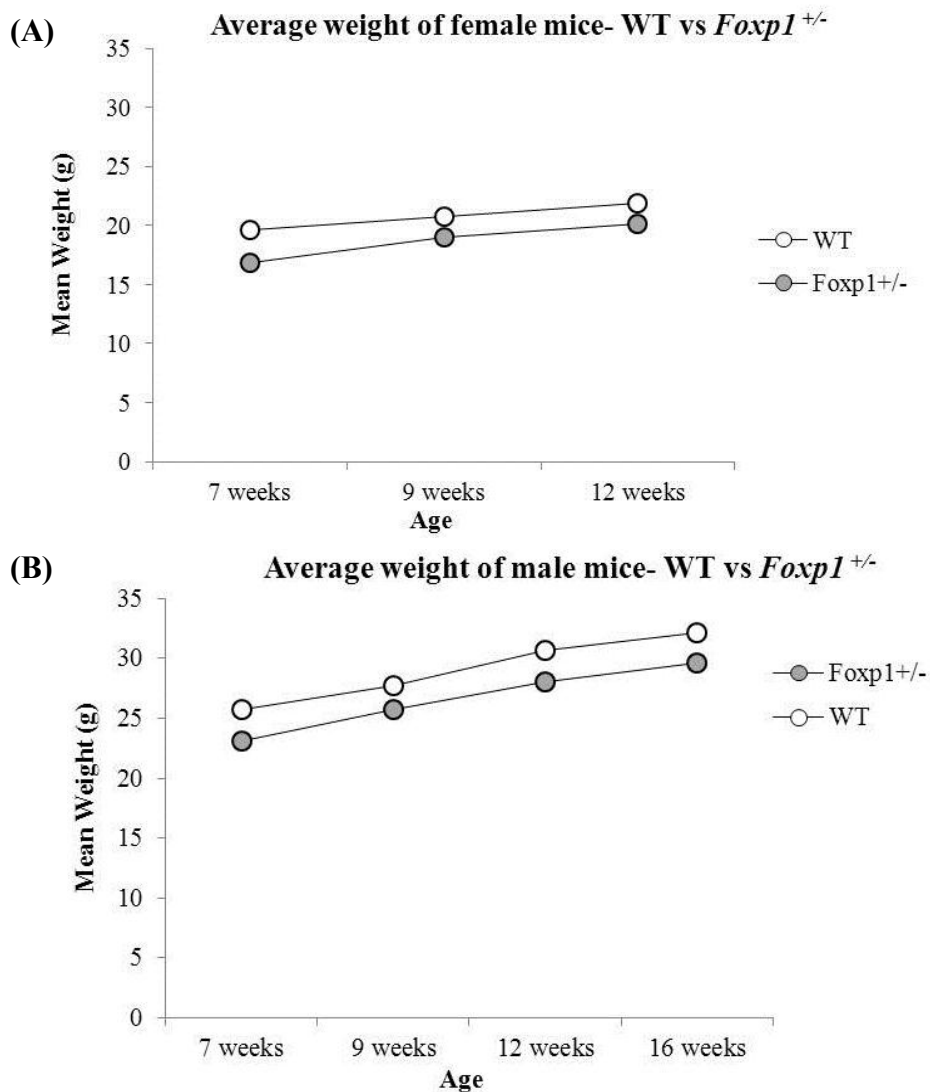 (A)
Average weight of female mice- WT vs Foxp1 +/-
35
30
25
20
15
10
5
0
Mean Weight (g)
7 weeks
9 weeks
12 weeks
Age
WT
Foxp1+/-
(B)
Average weight of male mice- WT vs Foxp1 +/-
35
30
25
20
15
10
5
0
Mean Weight (g)
7 weeks
9 weeks
12 weeks
16 weeks
Age
Foxp1+/-
WT